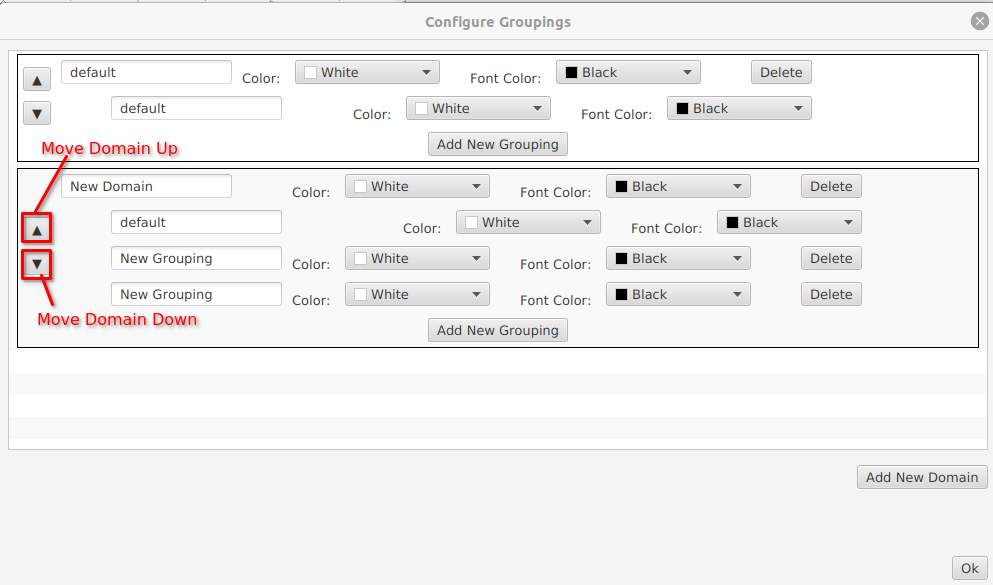 Configure Groupings
default Color: White Font Color: Black Delete
default Color: White Font Color: Black
Add New Grouping
Move Domain Up
New Domain Color: White Font Color: Black Delete
default Color: White Font Color: Black
New Grouping Color: White Font Color: Black Delete
New Grouping Color: White Font Color: Black Delete
Move Domain Down
Add New Grouping
Add New Domain
Ok